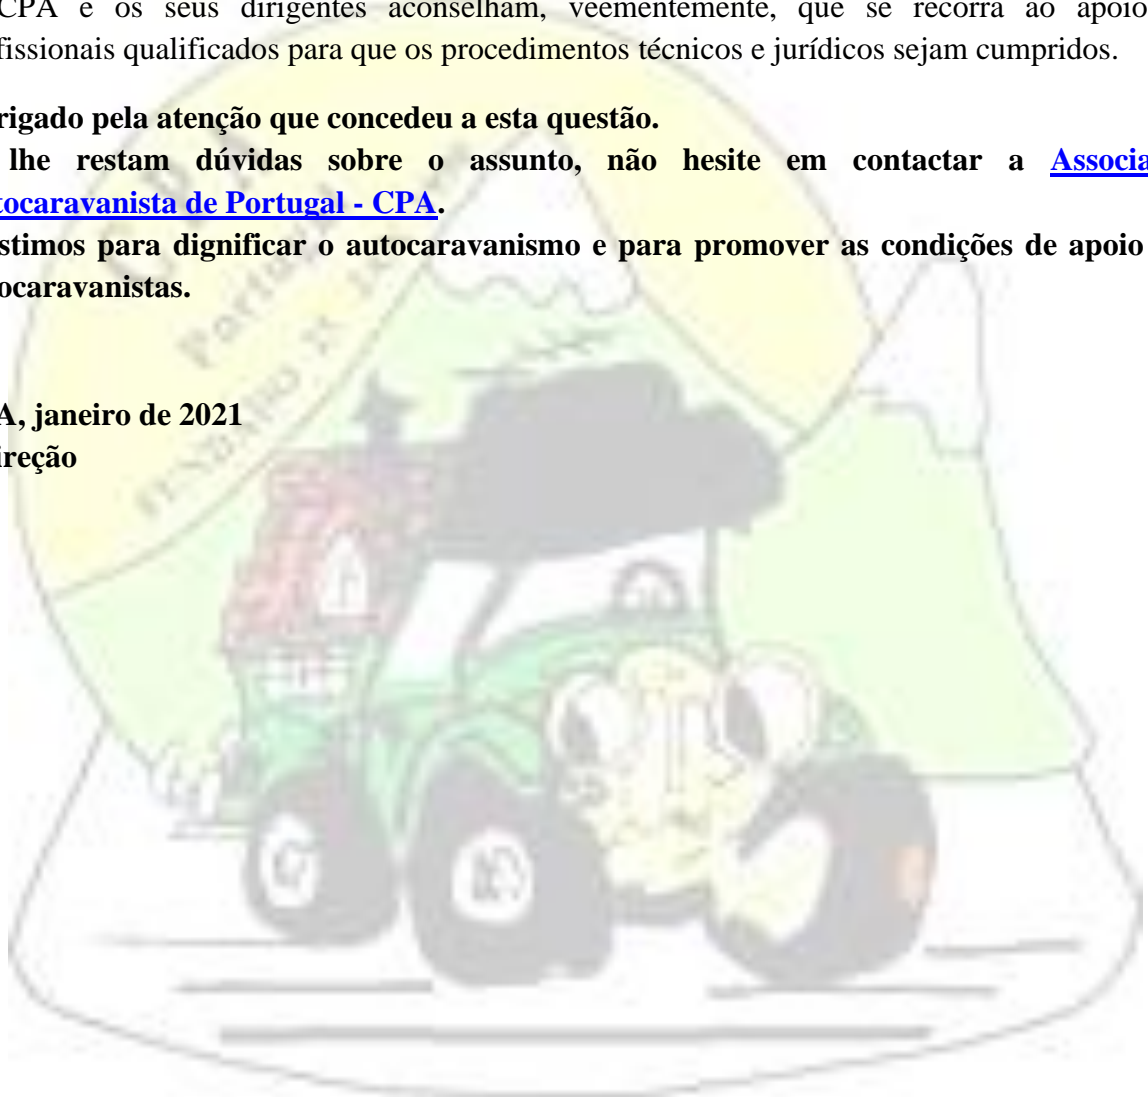 CPA e os seus dirigentes aconselham, veementemente, que se recorra ao apoio
fissionais qualificados para que os procedimentos técnicos e jurídicos sejam cumpridos.
rigado pela atenção que concedeu a esta questão.
lhe restam dúvidas sobre o assunto, não hesite em contactar a Associa
tocaravanista de Portugal - CPA.
stimos para dignificar o autocaravanismo e para promover as condições de apoio
ocaravanistas.
A, janeiro de 2021
ireção